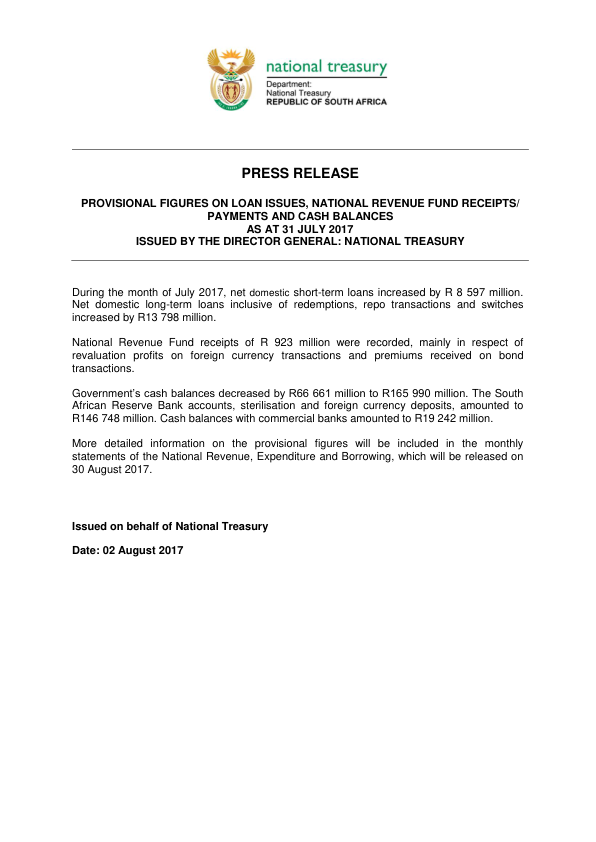 national treasury
Department:
National Treasury
REPUBLIC OF SOUTH AFRICA
PRESS RELEASE
PROVISIONAL FIGURES ON LOAN ISSUES, NATIONAL REVENUE FUND RECEIPTS/
PAYMENTS AND CASH BALANCES
AS AT 31 JULY 2017
ISSUED BY THE DIRECTOR GENERAL: NATIONAL TREASURY
During the month of July 2017, net domestic short-term loans increased by R 8 597 million.
Net domestic long-term loans inclusive of redemptions, repo transactions and switches
increased by R13 798 million.
National Revenue Fund receipts of R 923 million were recorded, mainly in respect of
revaluation profits on foreign currency transactions and premiums received on bond
transactions.
Government's cash balances decreased by R66 661 million to R165 990 million. The South
African Reserve Bank accounts, sterilisation and foreign currency deposits, amounted to
R146 748 million. Cash balances with commercial banks amounted to R19 242 million.
More detailed information on the provisional figures will be included in the monthly
statements of the National Revenue, Expenditure and Borrowing, which will be released on
30 August 2017.
Issued on behalf of National Treasury
Date: 02 August 2017